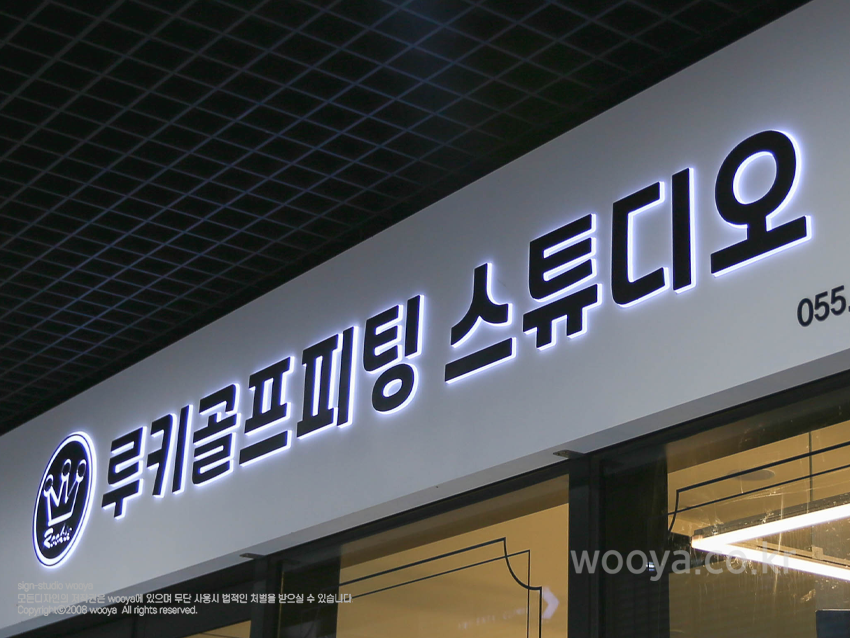 루키골프피팅 스튜디오
055.
Rookie
wooya.co.kr
sign-studio wooya
모든디자인의 저작권은 wooya에 있으며 무단 사용시 법적인 처벌을 받으실 수 있습니다
Copyright©2008 wooya All rights reserved.